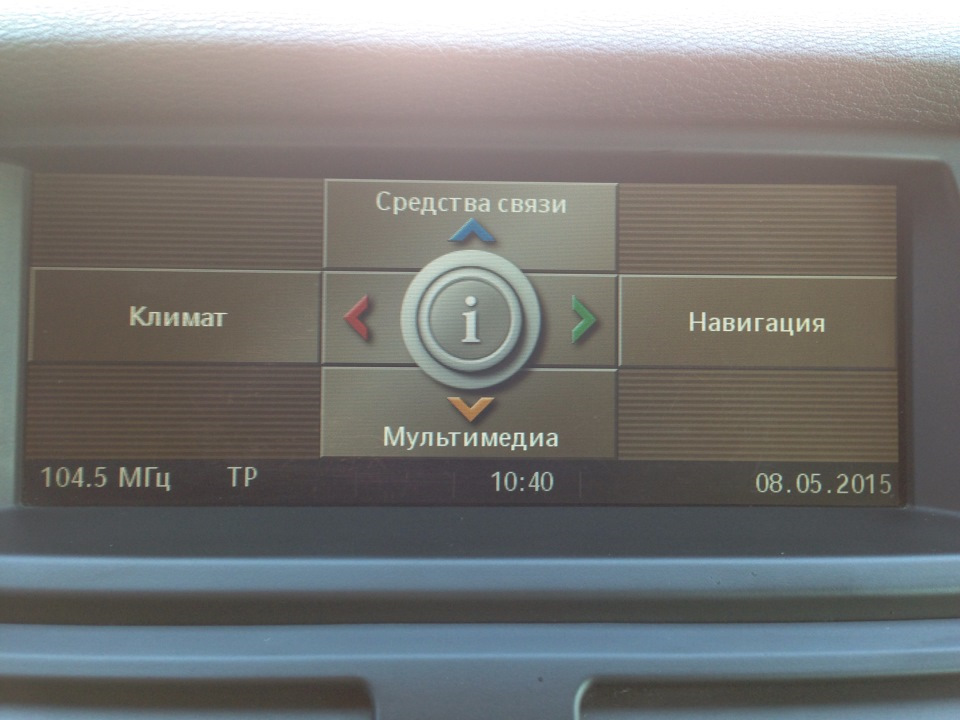 Средства связи
Климат
i
Навигация
Мультимедиа
104.5 МГц TP 10:40 08.05.2015